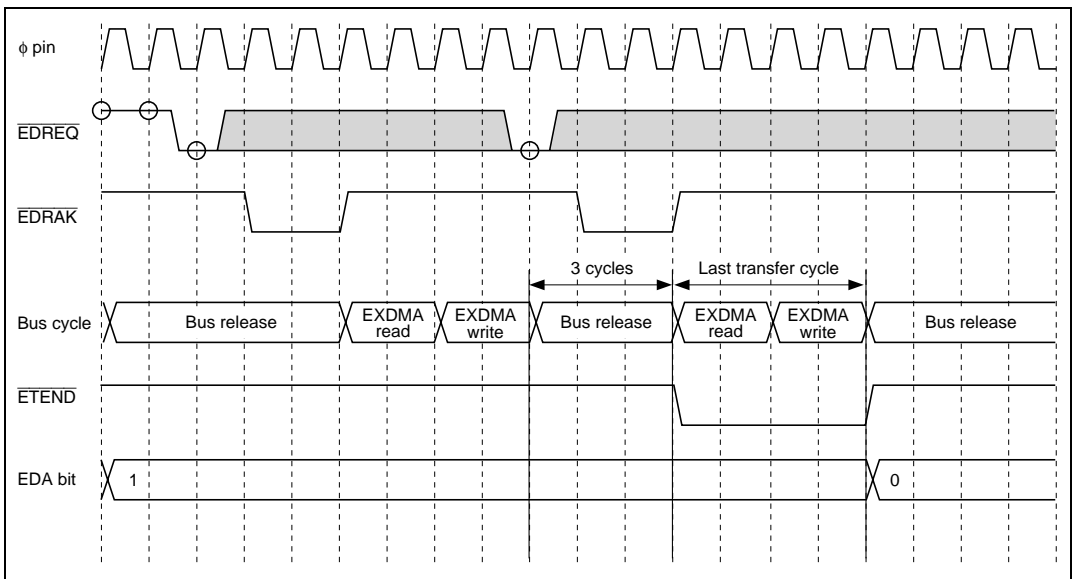 ϕ pin
EDREQ
EDRAK
3 cycles
Last transfer cycle
Bus cycle
Bus release
EXDMA
read
EXDMA
write
Bus release
EXDMA
read
EXDMA
write
Bus release
ETEND
EDA bit
1
0